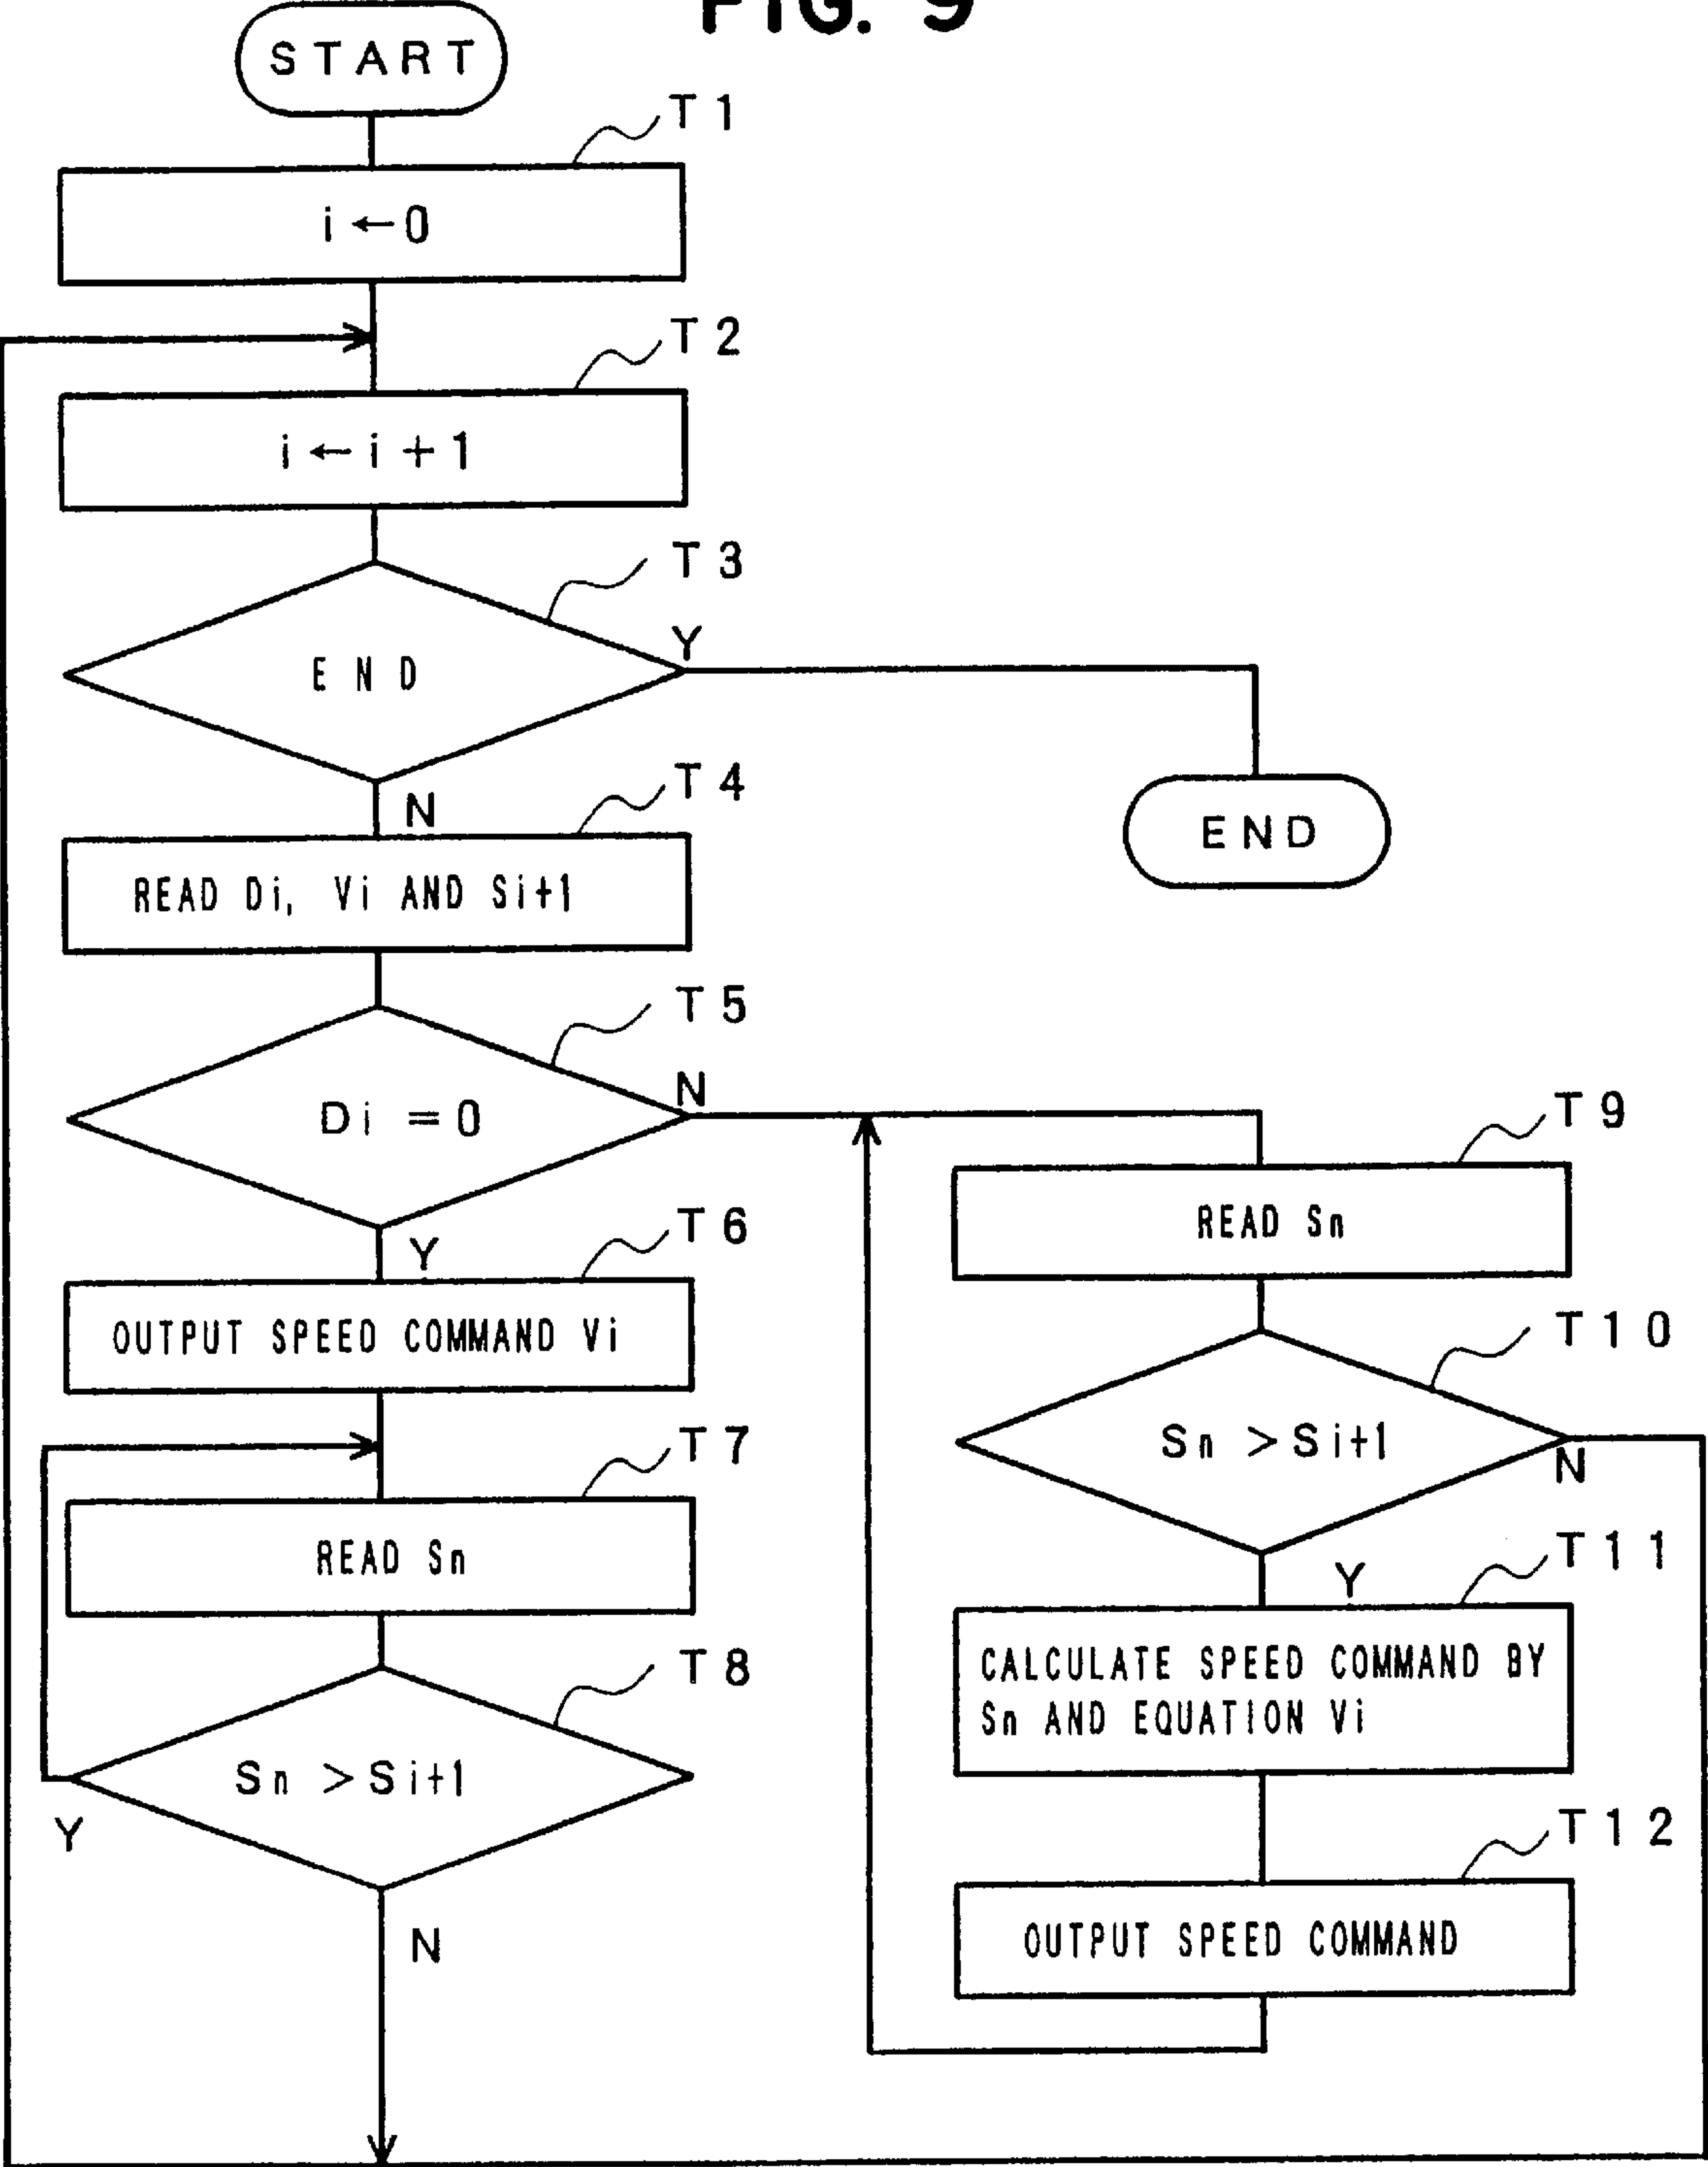 FIG. 9
START
T1
i ← 0
T2
i ← i + 1
T3
END
Y
END
N
T4
READ Di, Vi AND Si+1
T5
Di = 0
N
Y
T6
OUTPUT SPEED COMMAND Vi
T7
READ Sn
T8
Sn > Si+1
Y
N
T9
READ Sn
T10
Sn > Si+1
N
Y
T11
CALCULATE SPEED COMMAND BY
Sn AND EQUATION Vi
T12
OUTPUT SPEED COMMAND